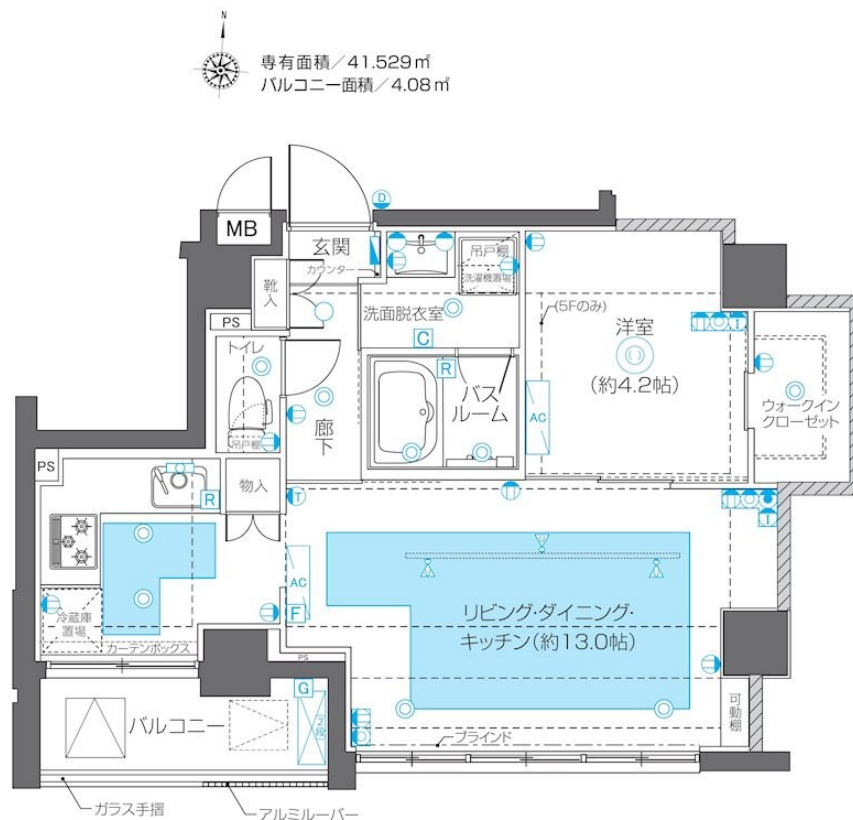 N
専有面積／41.529㎡
バルコニー面積／4.08㎡
D
MB
玄関
カウンター
吊戸棚
洗濯機置場
靴入
洗面脱衣室
(5Fのみ)
I
PS
トイレ
C
洋室
(約4.2帖)
R
バス
ルーム
AC
ウォークイン
クローゼット
廊下
吊戸棚
PS
物入
R
T
I
AC
F
冷蔵庫
置場
リビング・ダイニング・
キッチン(約13.0帖)
カーテンボックス
PS
G
バルコニー
2段
可動棚
ブラインド
ガラス手摺
アルミルーバー